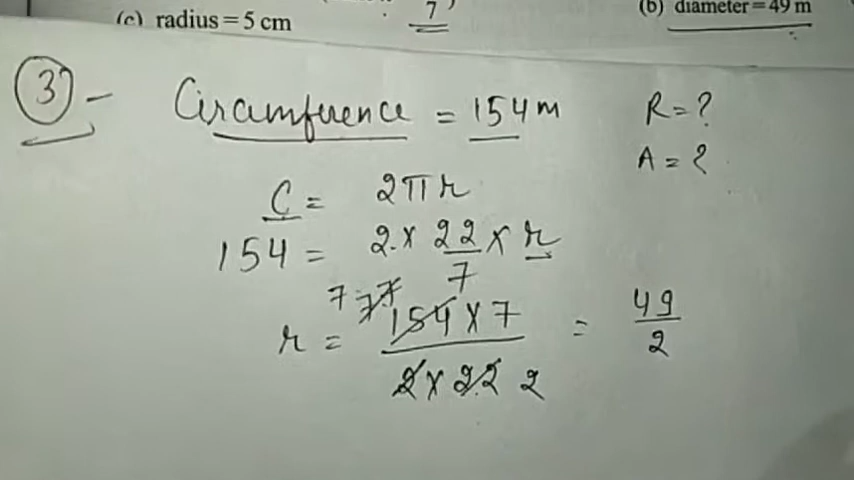 (c) radius = 5 cm
7
(b) diameter = 49 m
3 - Circumference = 154 m R = ?
A = ?
C = 2πr
154 = 2 × 22/7 × r
7 77 7
r = 154 × 7 / 2 × 22 2 = 49/2